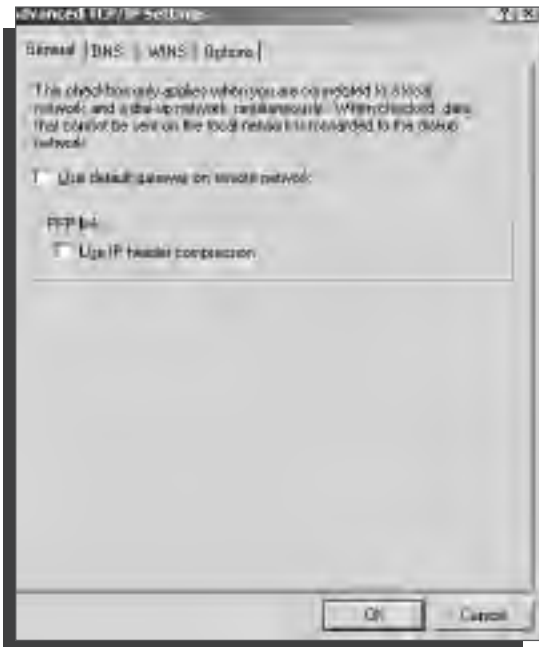 Advanced TCP/IP Settings
General DNS WINS Options
This checkbox only applies when you are connected to a local
network and a dial-up network simultaneously. When checked, data
that cannot be sent on the local network is forwarded to the dial-up
network.
Use default gateway on remote network
PPP link
Use IP header compression
OK Cancel